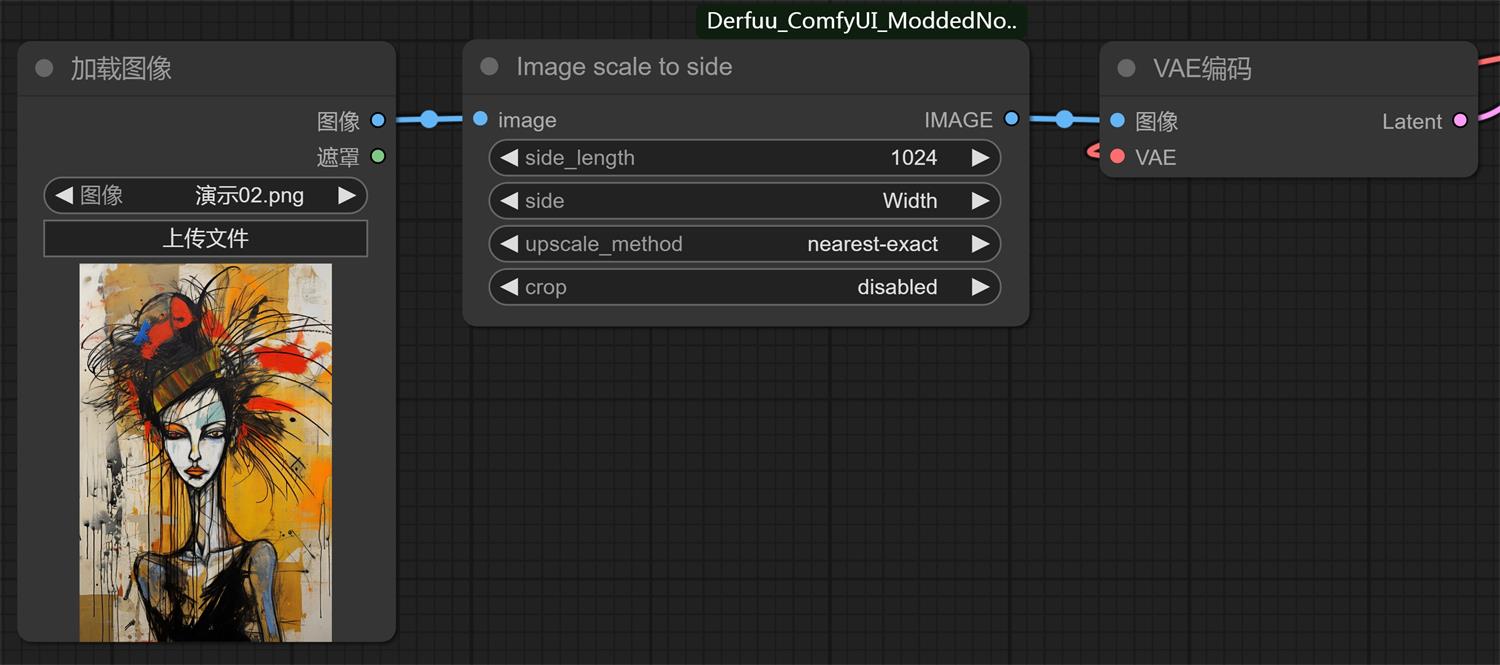 Derfuu_ComfyUI_ModdedNo..
加载图像
图像
遮罩
图像 演示02.png
上传文件
Image scale to side
image IMAGE
side_length 1024
side Width
upscale_method nearest-exact
crop disabled
VAE编码
图像 Latent
VAE